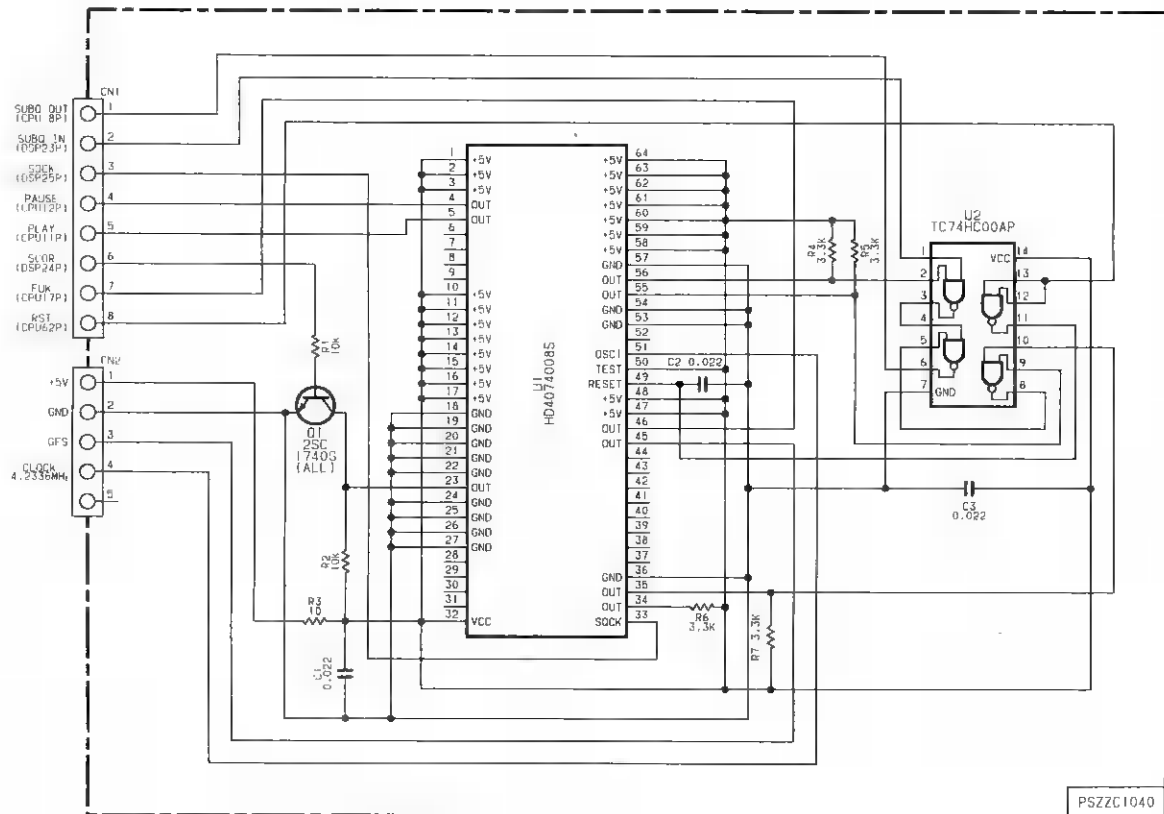 CN1
SUBQ OUT
(CPU 8P)
1
SUBQ IN
(DSP23P)
2
SQCK
(DSP25P)
3
PAUSE
(CPU12P)
4
PLAY
(CPU11P)
5
SCOR
(DSP24P)
6
FUK
(CPU17P)
7
RST
(CPU62P)
8
CN2
+5V
1
GND
2
GFS
3
CLOCK
4.2336MHz
4
5
R1
10K
Q1
2SC
1740S
(ALL)
R2
10K
R3
10
C1
0.022
U1
HD4074008S
1 +5V
2 +5V
3 +5V
4 OUT
5 OUT
6
7
8
9
10 +5V
11 +5V
12 +5V
13 +5V
14 +5V
15 +5V
16 +5V
17 +5V
18 GND
19 GND
20 GND
21 GND
22 GND
23 OUT
24 GND
25 GND
26 GND
27 GND
28
29
30
31
32 VCC
+5V 64
+5V 63
+5V 62
+5V 61
+5V 60
+5V 59
+5V 58
GND 57
OUT 56
OUT 55
GND 54
GND 53
52
OSC1 51
TEST 50
RESET 49
+5V 48
+5V 47
OUT 46
OUT 45
44
43
42
41
40
39
38
37
GND 36
OUT 35
OUT 34
SQCK 33
C2 0.022
R4
3.3K
R5
3.3K
R6
3.3K
R7 3.3K
C3
0.022
U2
TC74HC00AP
1
2
3
4
5
6
7
GND
VCC
14
13
12
11
10
9
8
PSZZC1040